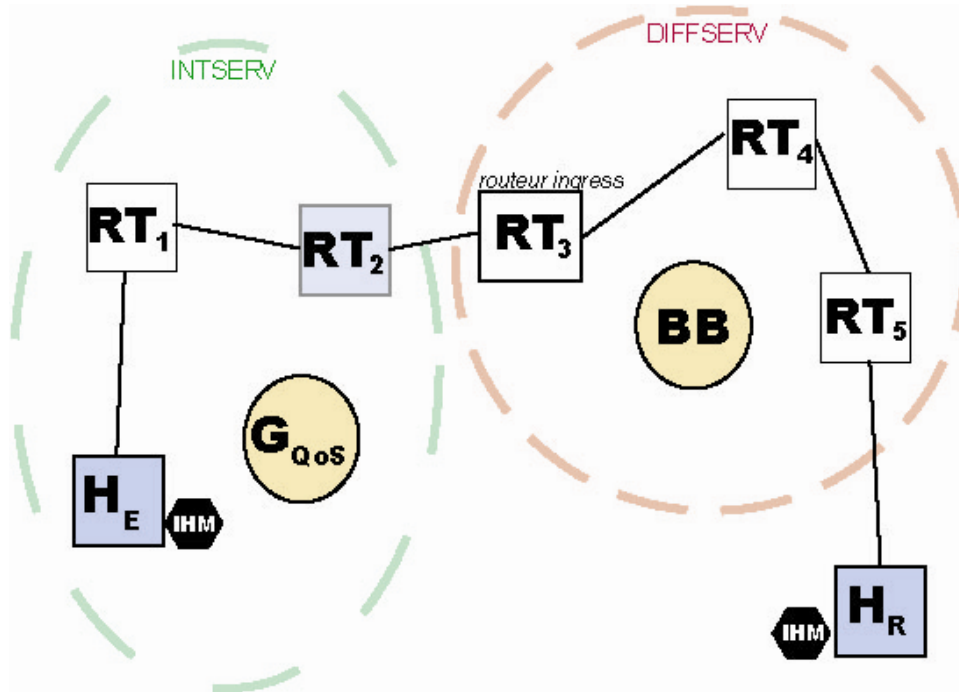 DIFFSERV
INTSERV
RT4
routeur ingress
RT1
RT2
RT3
BB
RT5
GQoS
HE
IHM
HR
IHM